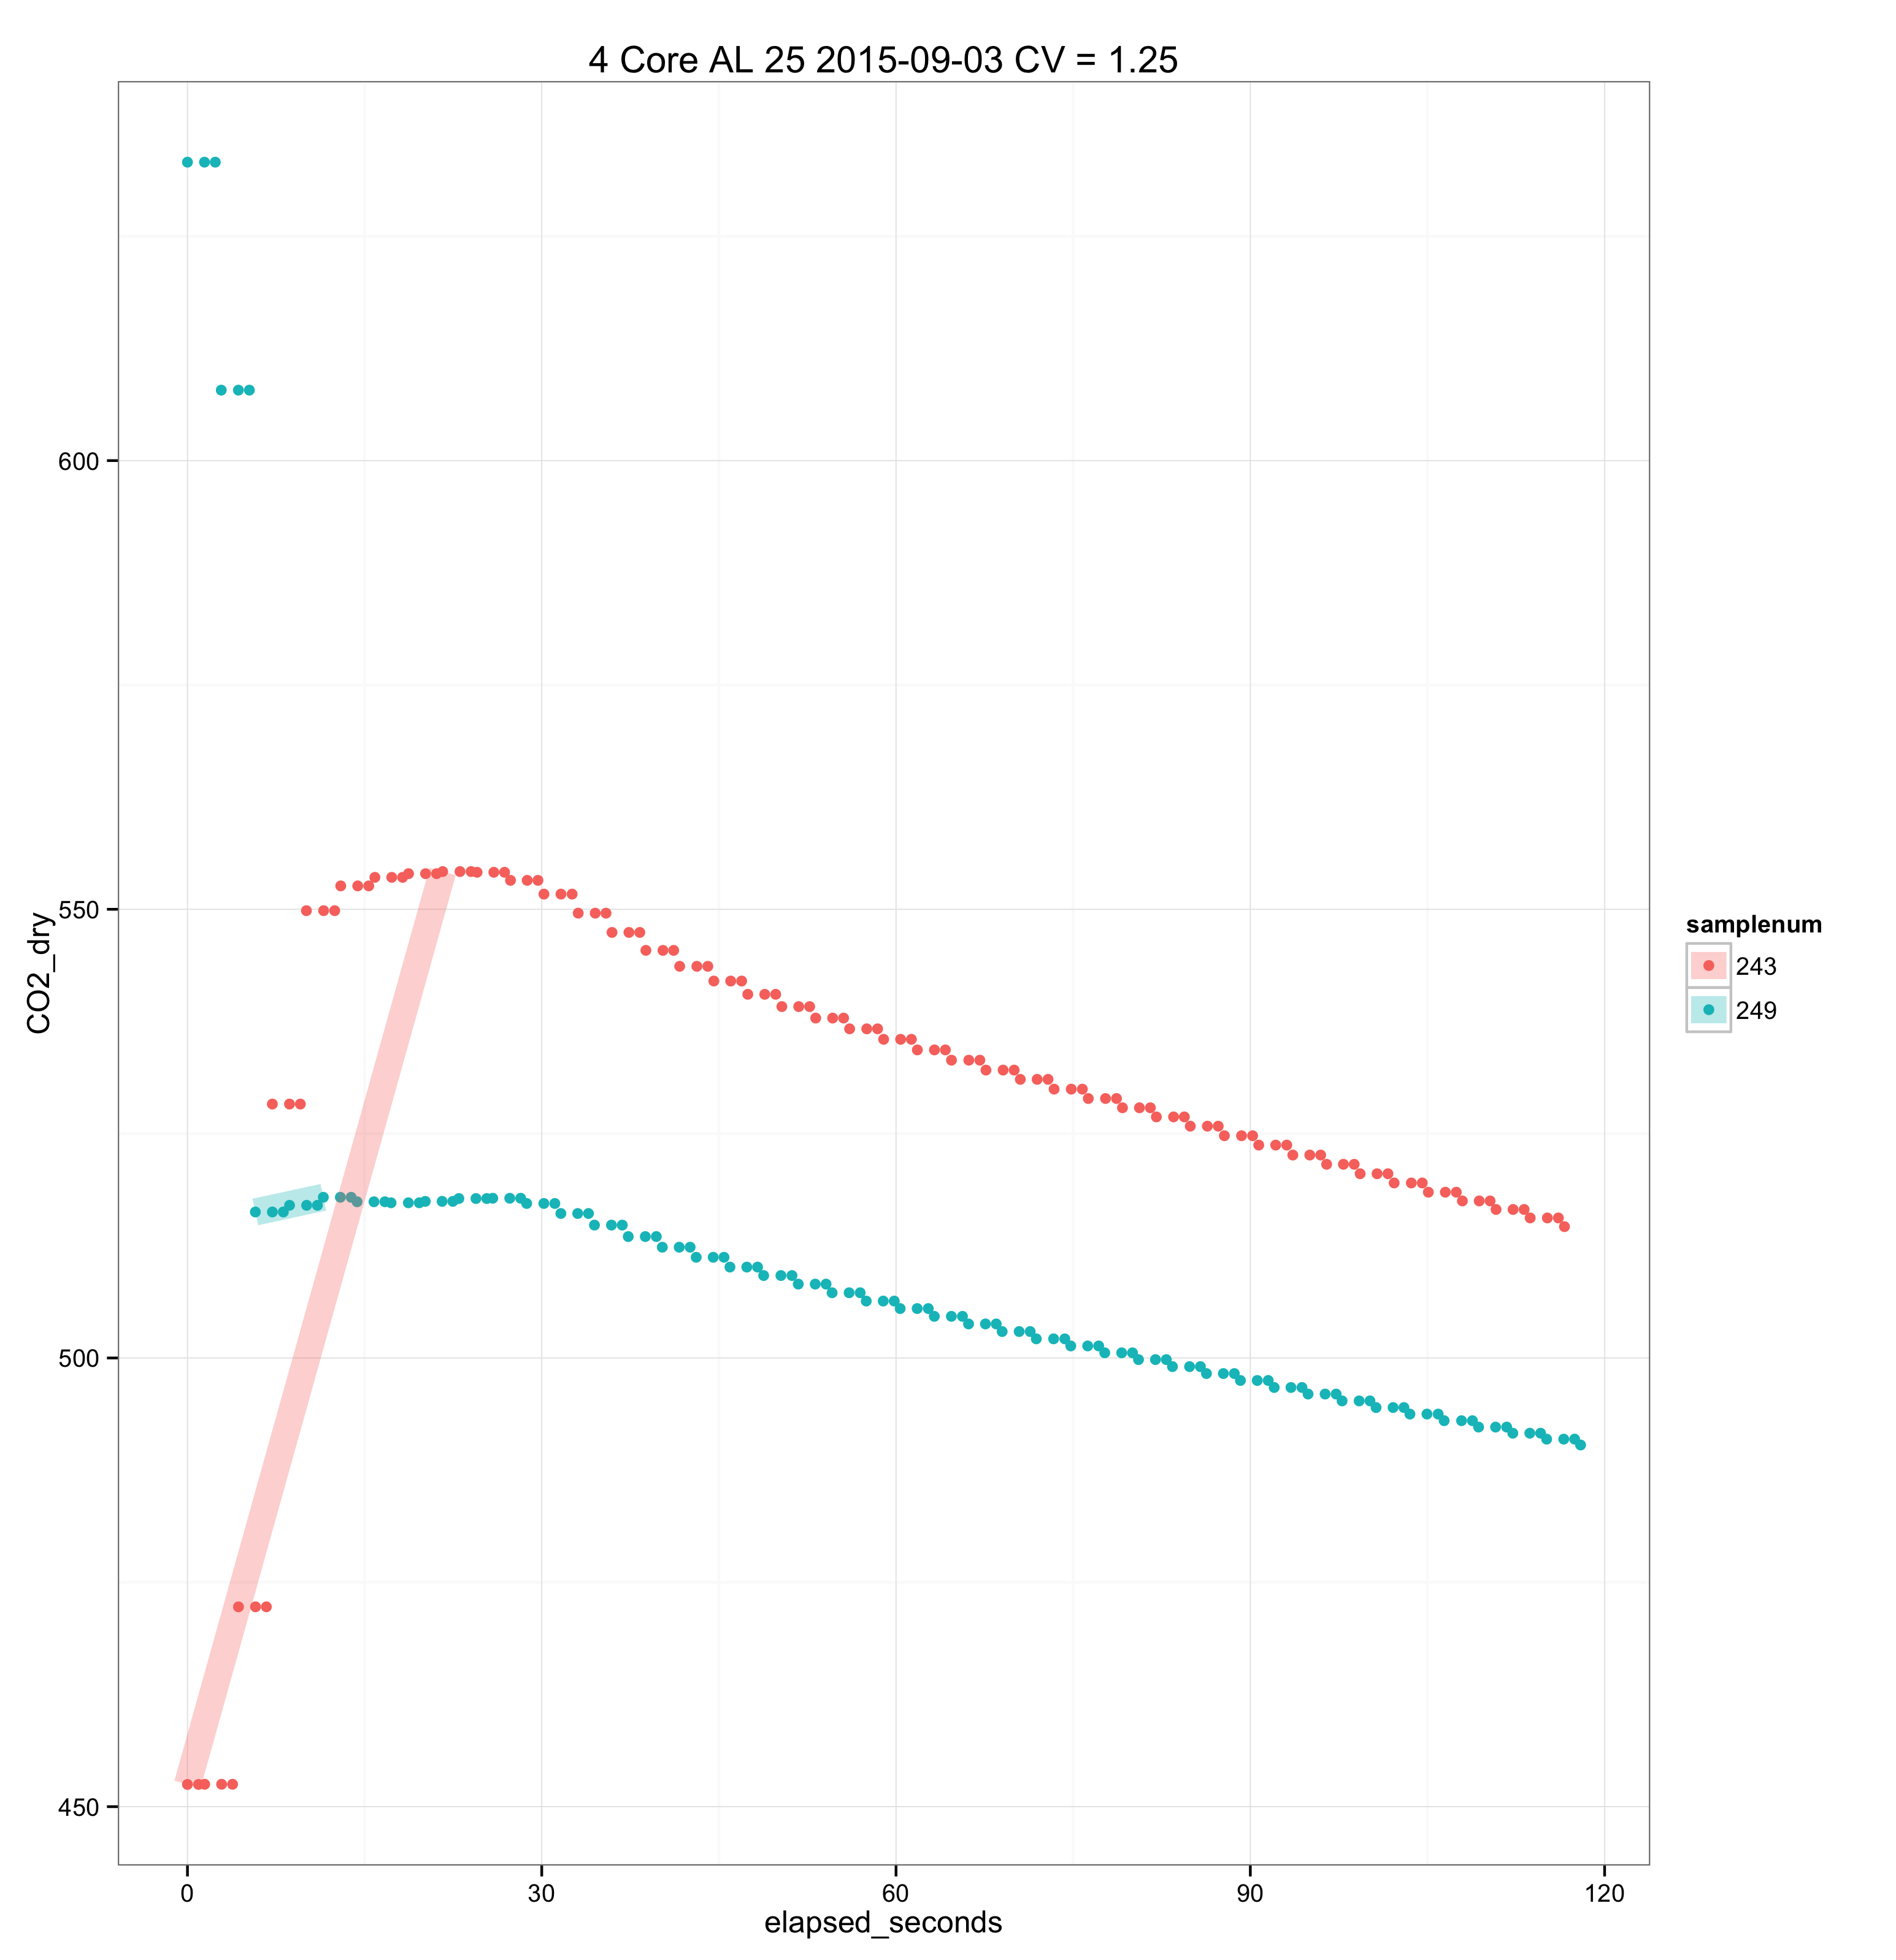 4 Core AL 25 2015-09-03 CV = 1.25
CO2_dry
600
550
500
450
0 30 60 90 120
elapsed_seconds
samplenum
243
249